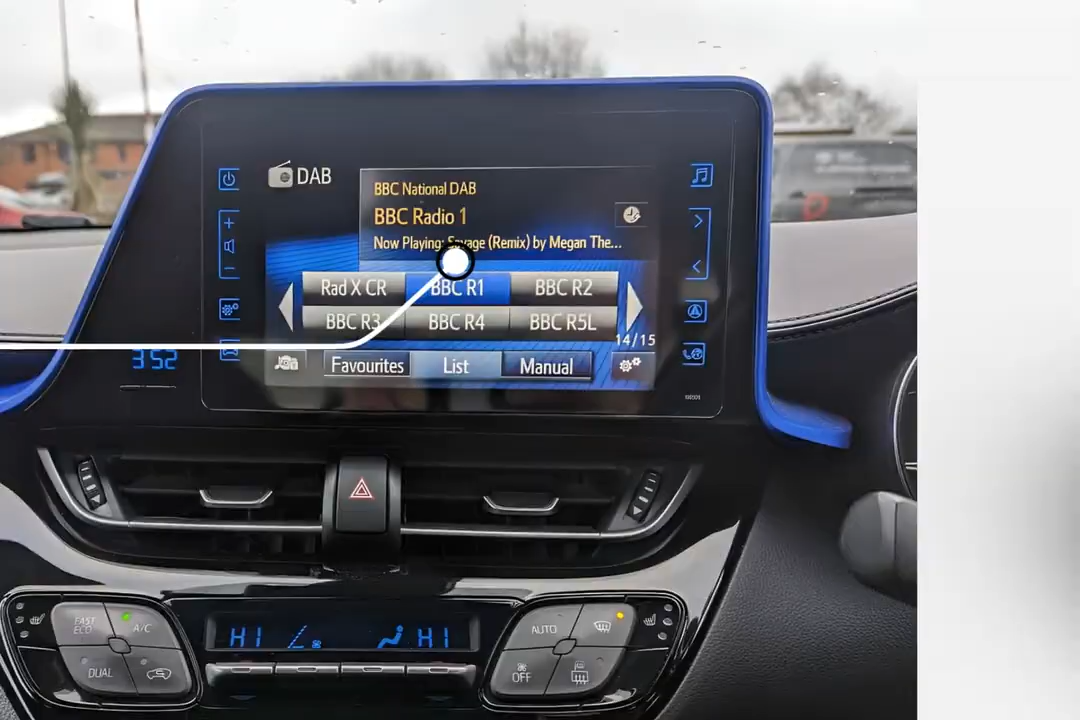 DAB
BBC National DAB
BBC Radio 1
Now Playing: Savage (Remix) by Megan The...
Rad X CR
BBC R1
BBC R2
BBC R3
BBC R4
BBC R5L
14/15
Favourites
List
Manual
3:52
HI
HI
FAST
ECO
A/C
DUAL
AUTO
OFF